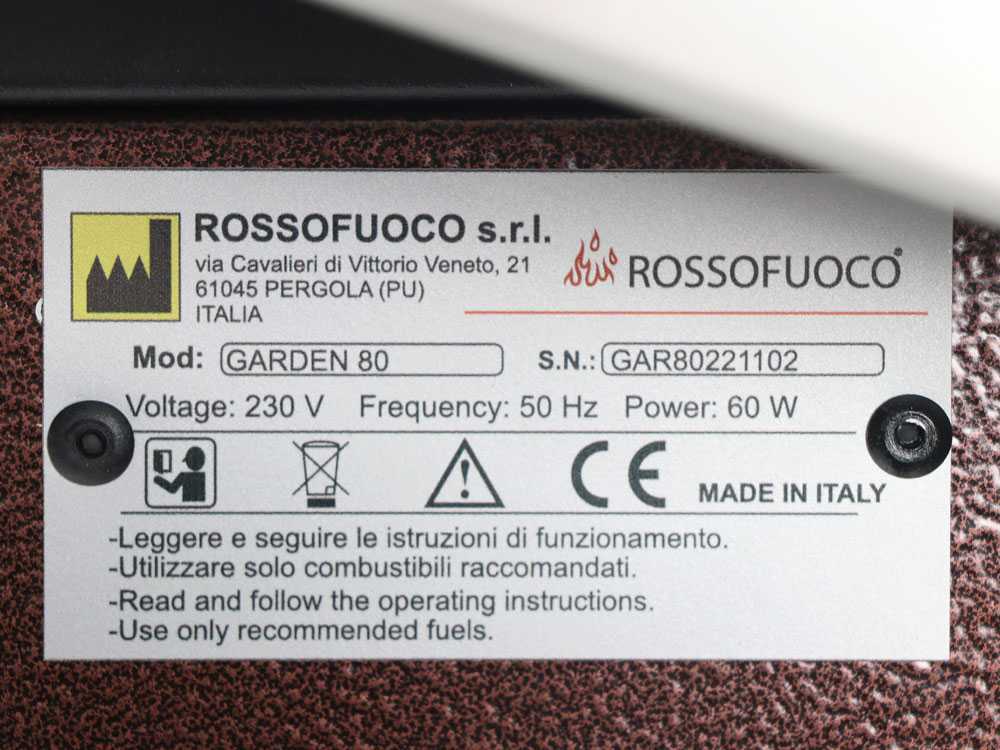 ROSSOFUOCO s.r.l.
via Cavalieri di Vittorio Veneto, 21
61045 PERGOLA (PU)
ITALIA
ROSSOFUOCO®
Mod: GARDEN 80 S.N.: GAR80221102
Voltage: 230 V Frequency: 50 Hz Power: 60 W
CE MADE IN ITALY
-Leggere e seguire le istruzioni di funzionamento.
-Utilizzare solo combustibili raccomandati.
-Read and follow the operating instructions.
-Use only recommended fuels.